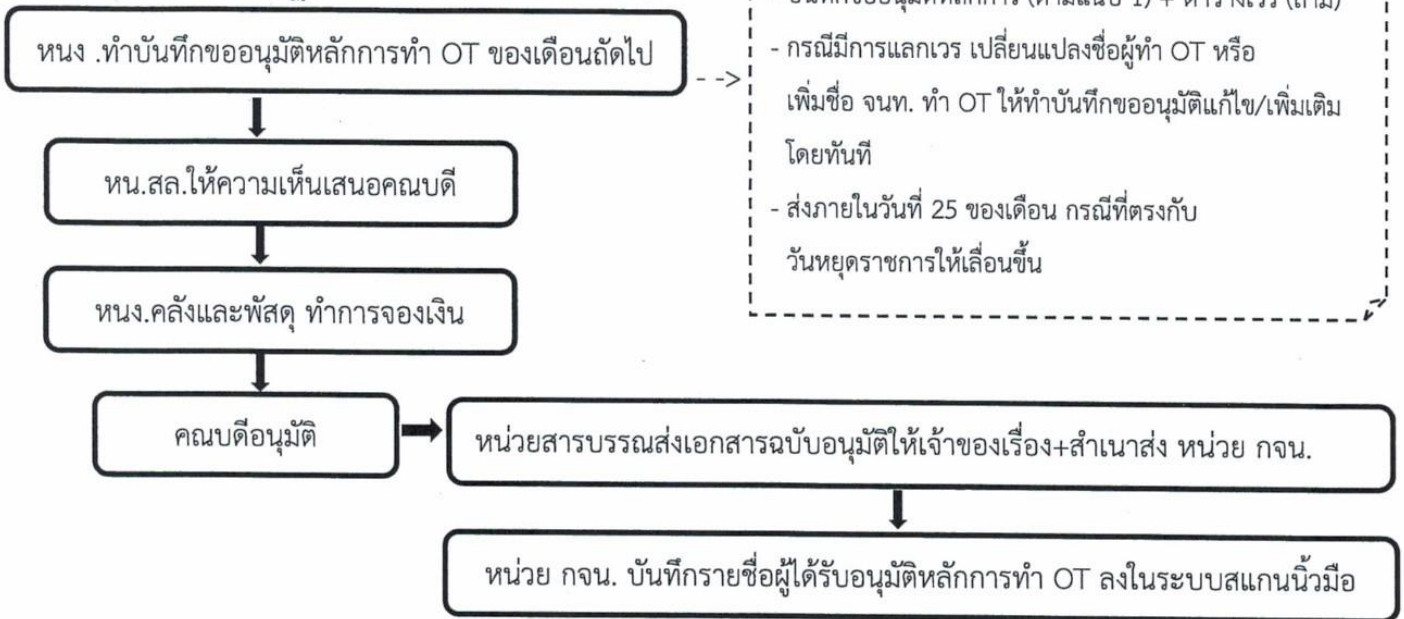 หนง .ทำบันทึกขออนุมัติหลักการทำ OT ของเดือนถัดไป
- กรณีมีการแลกเวร เปลี่ยนแปลงชื่อผู้ทำ OT หรือ
เพิ่มชื่อ จนท. ทำ OT ให้ทำบันทึกขออนุมัติแก้ไข/เพิ่มเติม
โดยทันที
- ส่งภายในวันที่ 25 ของเดือน กรณีที่ตรงกับ
วันหยุดราชการให้เลื่อนขึ้น
หน.สล.ให้ความเห็นเสนอคณบดี
หนง.คลังและพัสดุ ทำการจองเงิน
คณบดีอนุมัติ
หน่วยสารบรรณส่งเอกสารฉบับอนุมัติให้เจ้าของเรื่อง+สำเนาส่ง หน่วย กจน.
หน่วย กจน. บันทึกรายชื่อผู้ได้รับอนุมัติหลักการทำ OT ลงในระบบสแกนนิ้วมือ